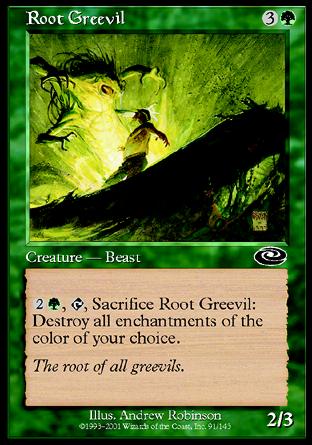 Root Greevil 3
Creature — Beast
2 , , Sacrifice Root Greevil:
Destroy all enchantments of the
color of your choice.
The root of all greevils.
Illus. Andrew Robinson
©1993–2001 Wizards of the Coast, Inc. 91/143
2/3